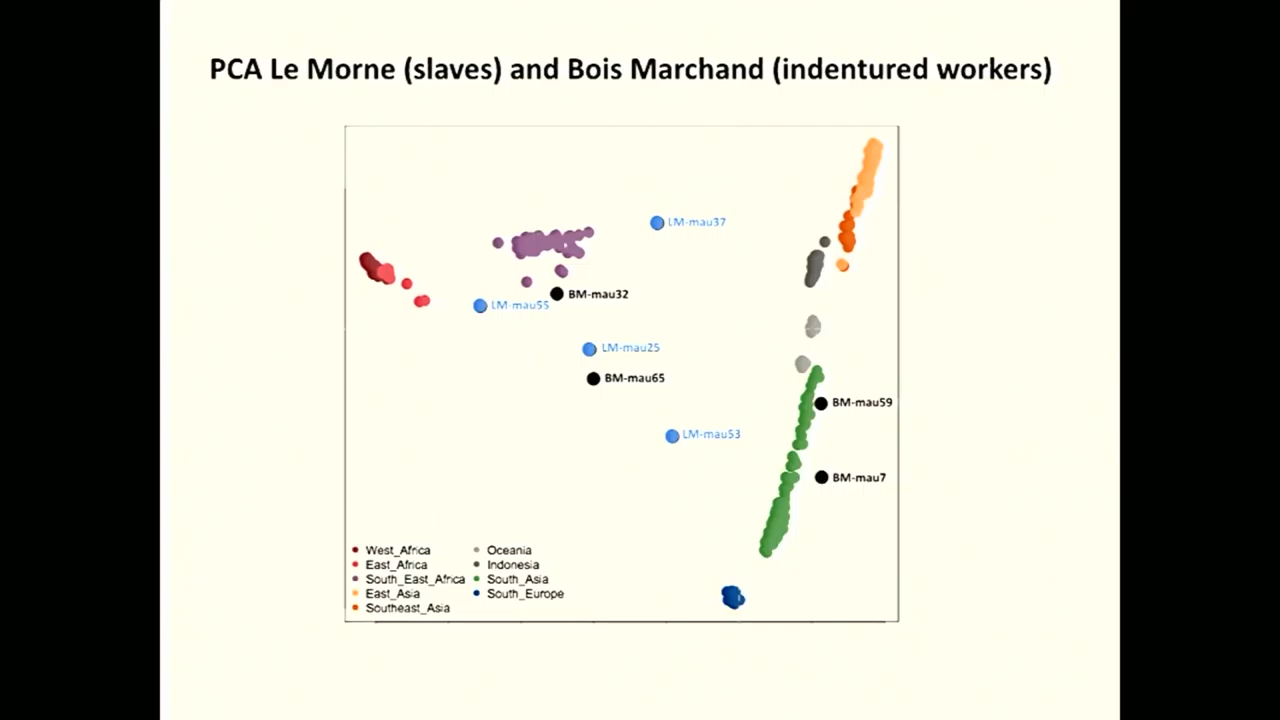 PCA Le Morne (slaves) and Bois Marchand (indentured workers)
LM-mau37
BM-mau32
LM-mau55
LM-mau25
BM-mau65
BM-mau59
LM-mau53
BM-mau7
West_Africa
East_Africa
South_East_Africa
East_Asia
Southeast_Asia
Oceania
Indonesia
South_Asia
South_Europe